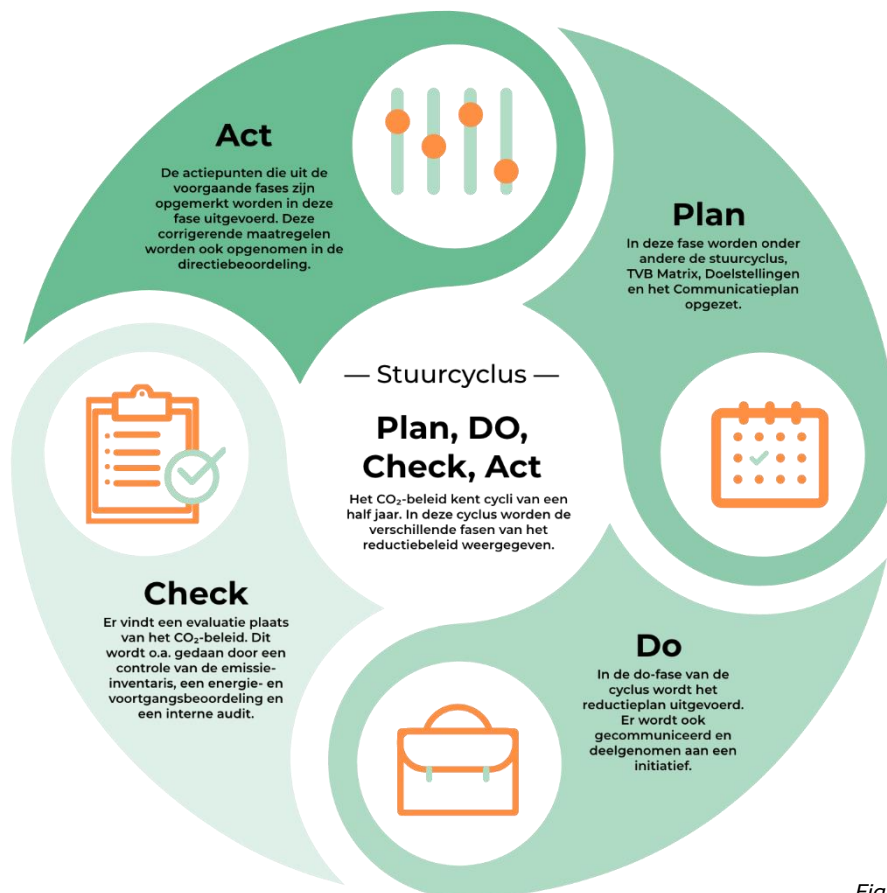 Act
De actiepunten die uit de
voorgaande fases zijn
opgemerkt worden in deze
fase uitgevoerd. Deze
corrigerende maatregelen
worden ook opgenomen in de
directiebeoordeling.
Plan
In deze fase worden onder
andere de stuurcyclus,
TVB Matrix, Doelstellingen
en het Communicatieplan
opgezet.
— Stuurcyclus —
Plan, DO,
Check, Act
Het CO₂-beleid kent cycli van een
half jaar. In deze cyclus worden de
verschillende fasen van het
reductiebeleid weergegeven.
Check
Er vindt een evaluatie plaats
van het CO₂-beleid. Dit
wordt o.a. gedaan door een
controle van de emissie-
inventaris, een energie- en
voortgangsbeoordeling en
een interne audit.
Do
In de do-fase van de
cyclus wordt het
reductieplan uitgevoerd.
Er wordt ook
gecommuniceerd en
deelgenomen aan een
initiatief.
Fig